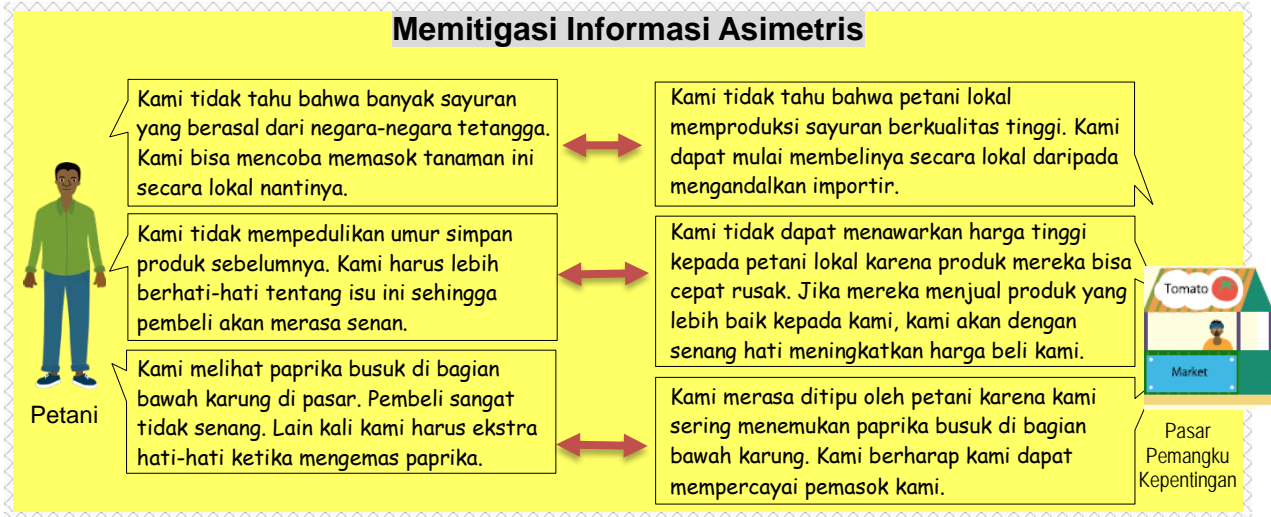 Memitigasi Informasi Asimetris
Kami tidak tahu bahwa banyak sayuran
yang berasal dari negara-negara tetangga.
Kami bisa mencoba memasok tanaman ini
secara lokal nantinya.
Kami tidak tahu bahwa petani lokal
memproduksi sayuran berkualitas tinggi. Kami
dapat mulai membelinya secara lokal daripada
mengandalkan importir.
Kami tidak mempedulikan umur simpan
produk sebelumnya. Kami harus lebih
berhati-hati tentang isu ini sehingga
pembeli akan merasa senan.
Kami tidak dapat menawarkan harga tinggi
kepada petani lokal karena produk mereka bisa
cepat rusak. Jika mereka menjual produk yang
lebih baik kepada kami, kami akan dengan
senang hati meningkatkan harga beli kami.
Kami melihat paprika busuk di bagian
bawah karung di pasar. Pembeli sangat
tidak senang. Lain kali kami harus ekstra
hati-hati ketika mengemas paprika.
Kami merasa ditipu oleh petani karena kami
sering menemukan paprika busuk di bagian
bawah karung. Kami berharap kami dapat
mempercayai pemasok kami.
Petani
Tomato
Market
Pasar
Pemangku
Kepentingan